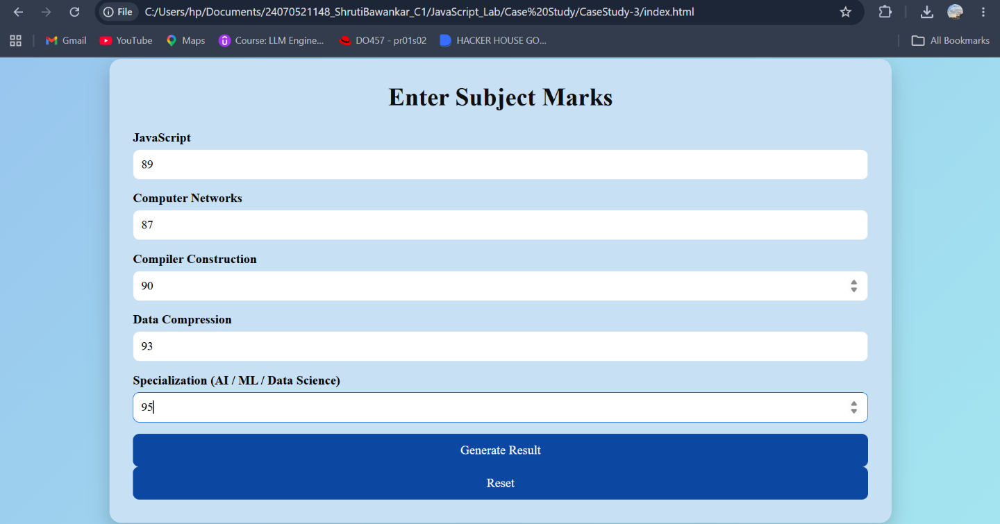 File C:/Users/hp/Documents/24070521148_ShrutiBawankar_C1/JavaScript_Lab/Case%20Study/CaseStudy-3/index.html
Gmail YouTube Maps Course: LLM Engine... DO457 - pr01s02 HACKER HOUSE GO... All Bookmarks
Enter Subject Marks
JavaScript
89
Computer Networks
87
Compiler Construction
90
Data Compression
93
Specialization (AI / ML / Data Science)
95
Generate Result
Reset